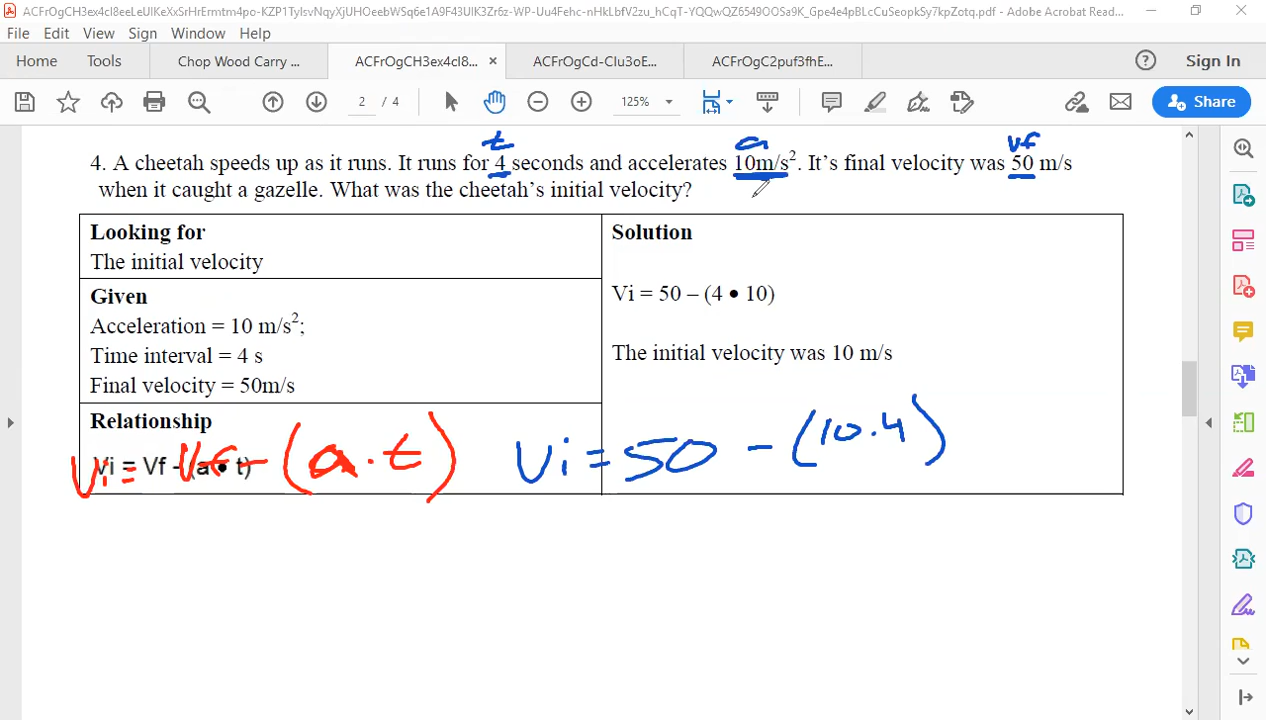 ACFrOgCH3ex4cl8eeLeUlKeXxSrHrErmtm4pc-KZP1TylsvNqyXjUHOeebWSq6e1A9F43UlK3Zr6z-WP-Uu4Fehc-nHkLbfV2zu_hCqT-YQQwQZ6549OOSa9K_Gpe4e4pBLcCuSeopkSy7kpZotq.pdf - Adobe Acrobat Read...
File Edit View Sign Window Help
Home Tools Chop Wood Carry ... ACFrOgCH3ex4cl8... × ACFrOgCd-CIu3oE... ACFrOgC2puf3fhE... Sign In
2 / 4 125% Share
t a vf
4. A cheetah speeds up as it runs. It runs for 4 seconds and accelerates 10m/s². It's final velocity was 50 m/s
when it caught a gazelle. What was the cheetah's initial velocity?
Looking for
The initial velocity
Given
Acceleration = 10 m/s²;
Time interval = 4 s
Final velocity = 50m/s
Relationship
Vi = Vf – (a • t)
Vi = Vf – (a . t)
Solution
Vi = 50 – (4 • 10)
The initial velocity was 10 m/s
Vi = 50 – (10 . 4)